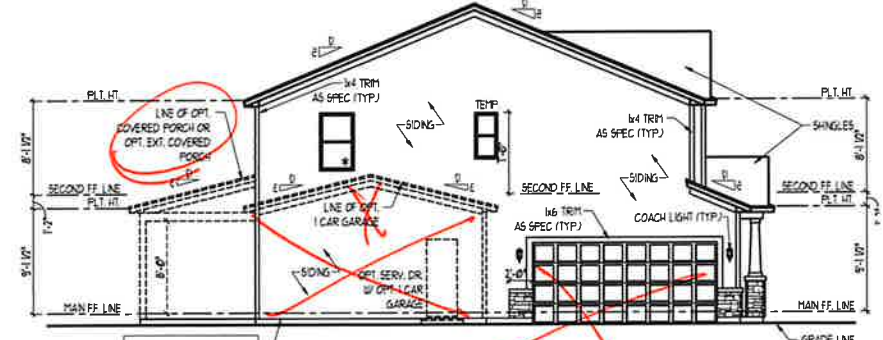 PLT. HT.
LINE OF OPT.
COVERED PORCH OR
OPT. EXT. COVERED
PORCH
8'-1 1/2"
SECOND F.F. LINE
PLT. HT.
1'-2"
9'-1 1/2"
8'-0"
MAIN F.F. LINE
12
12
1x4 TRIM
AS SPEC (TYP.)
SIDING
TEMP
LINE OF OPT.
1 CAR GARAGE
SIDING
OPT. SERV. DR.
W/ OPT. 1 CAR
GARAGE
SECOND F.F. LINE
1x6 TRIM
AS SPEC (TYP.)
2'-0"
1x4 TRIM
AS SPEC (TYP.)
SIDING
COACH LIGHT (TYP.)
PLT. HT.
SHINGLES
8'-1 1/2"
SECOND F.F. LINE
PLT. HT.
9'-1 1/2"
MAIN F.F. LINE
GRADE LINE